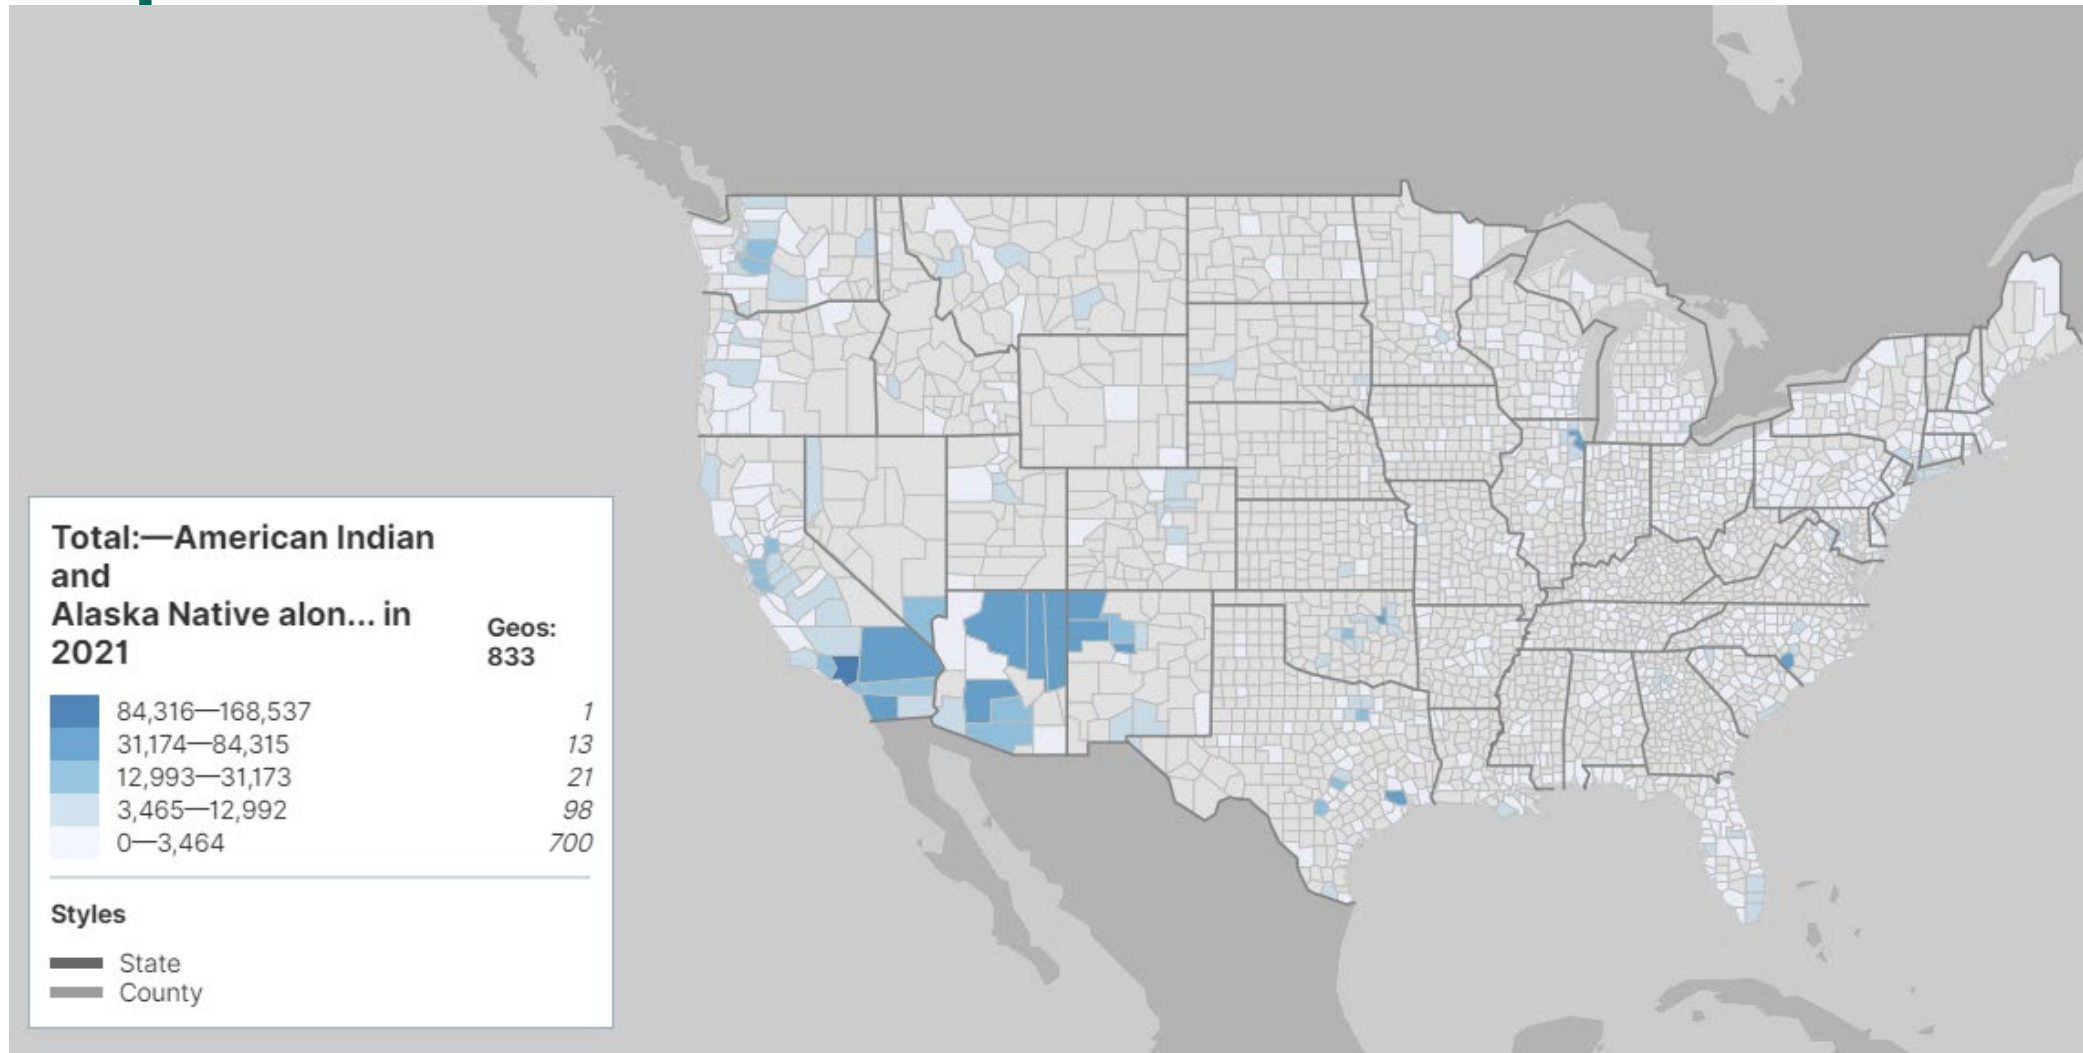 Total:—American Indian
and
Alaska Native alon... in
2021
Geos:
833
84,316—168,537 1
31,174—84,315 13
12,993—31,173 21
3,465—12,992 98
0—3,464 700
Styles
State
County